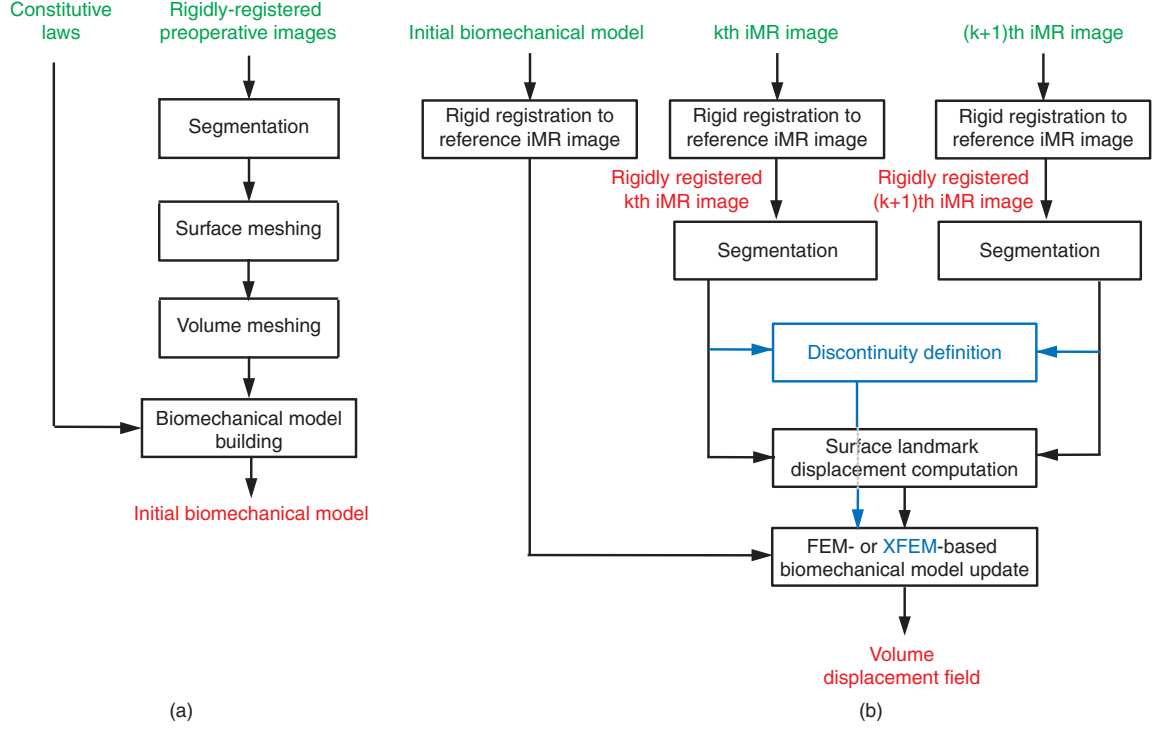 Constitutive
laws
Rigidly-registered
preoperative images
Segmentation
Surface meshing
Volume meshing
Biomechanical model
building
Initial biomechanical model
(a)
Initial biomechanical model
kth iMR image
(k+1)th iMR image
Rigid registration to
reference iMR image
Rigid registration to
reference iMR image
Rigid registration to
reference iMR image
Rigidly registered
kth iMR image
Rigidly registered
(k+1)th iMR image
Segmentation
Segmentation
Discontinuity definition
Surface landmark
displacement computation
FEM- or XFEM-based
biomechanical model update
Volume
displacement field
(b)